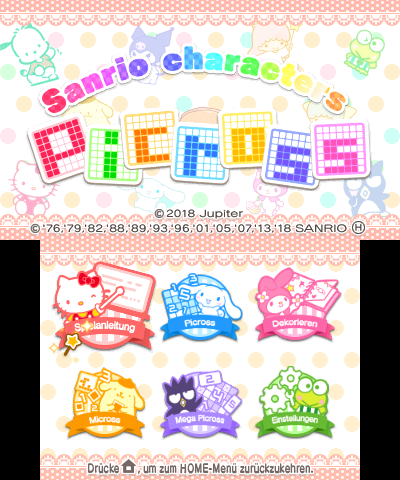 Sanrio characters
Picross
©2018 Jupiter
©'76,'79,'82,'88,'89,'93,'96,'01,'05,'07,'13,'18 SANRIO Ⓗ
Spielanleitung
Picross
Dekorieren
Micross
Mega Picross
Einstellungen
Drücke , um zum HOME-Menü zurückzukehren.